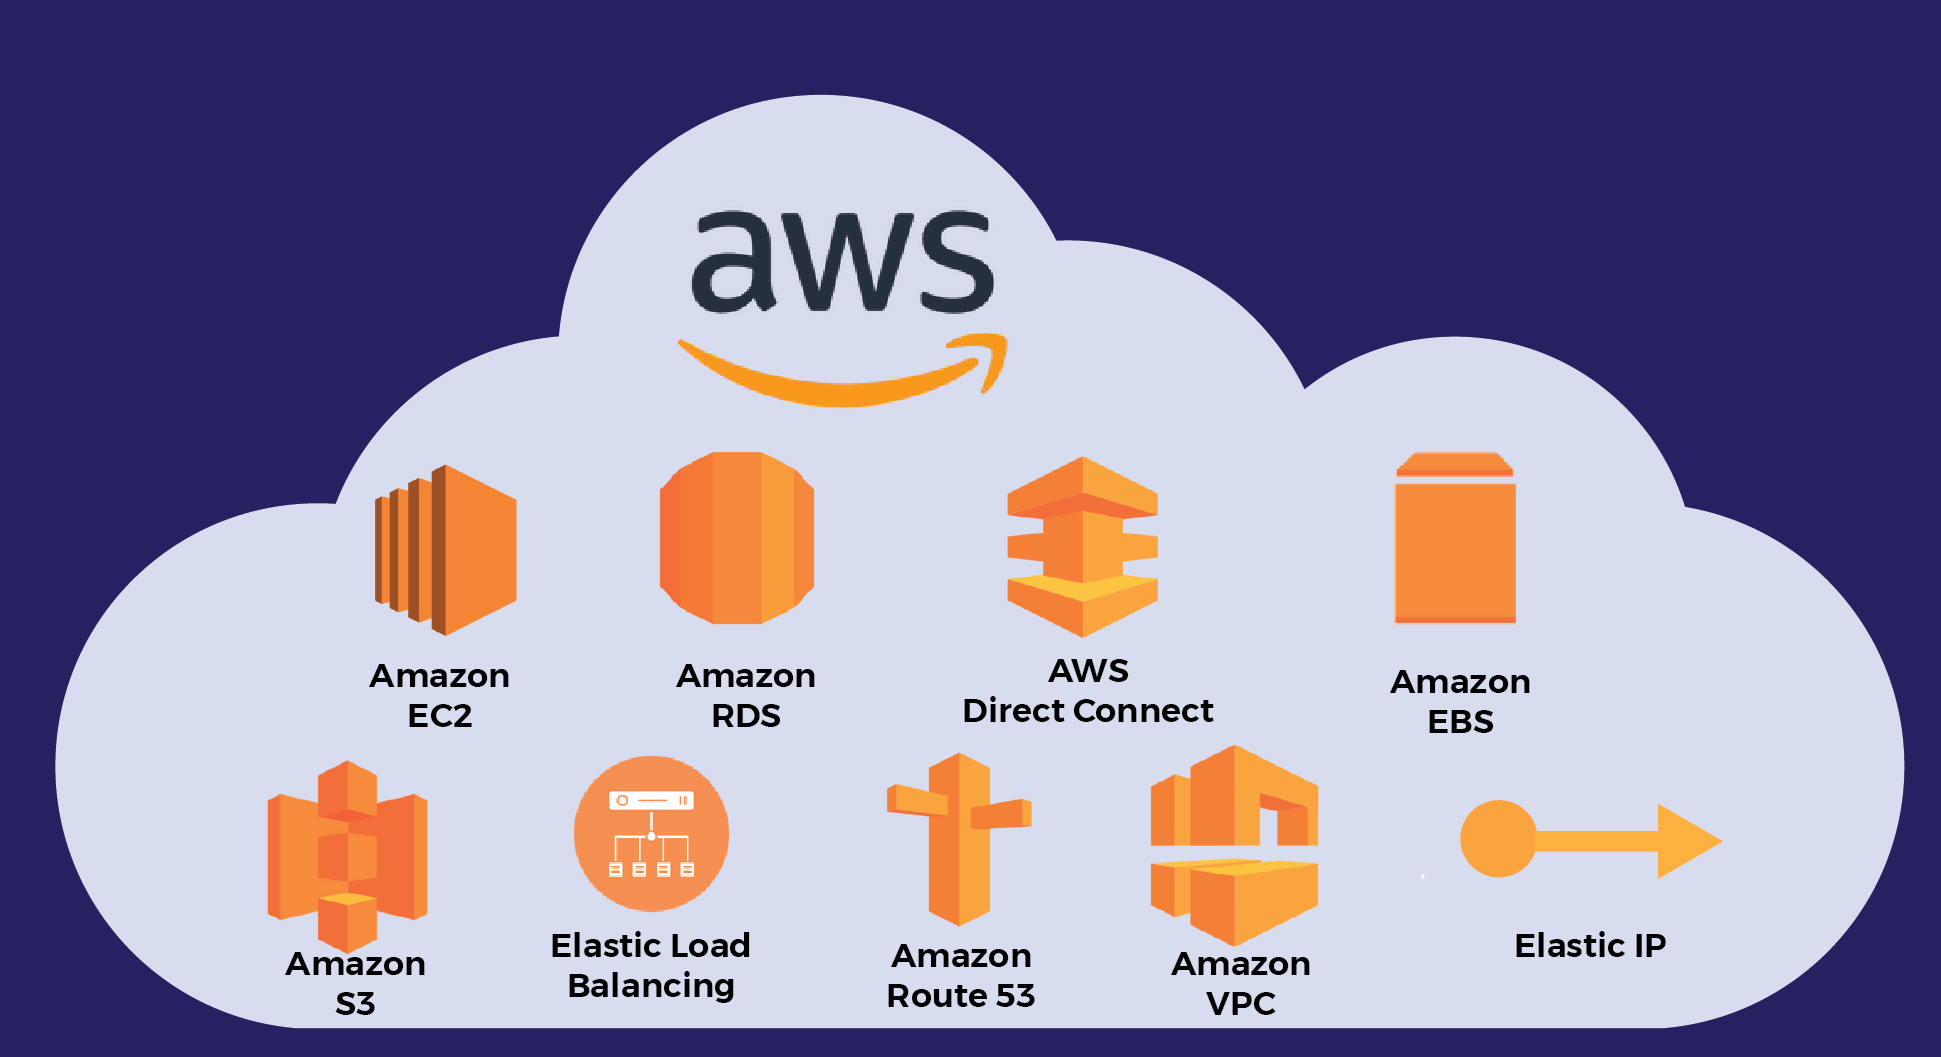 aws
Amazon
EC2
Amazon
RDS
AWS
Direct Connect
Amazon
EBS
Amazon
S3
Elastic Load
Balancing
Amazon
Route 53
Amazon
VPC
Elastic IP